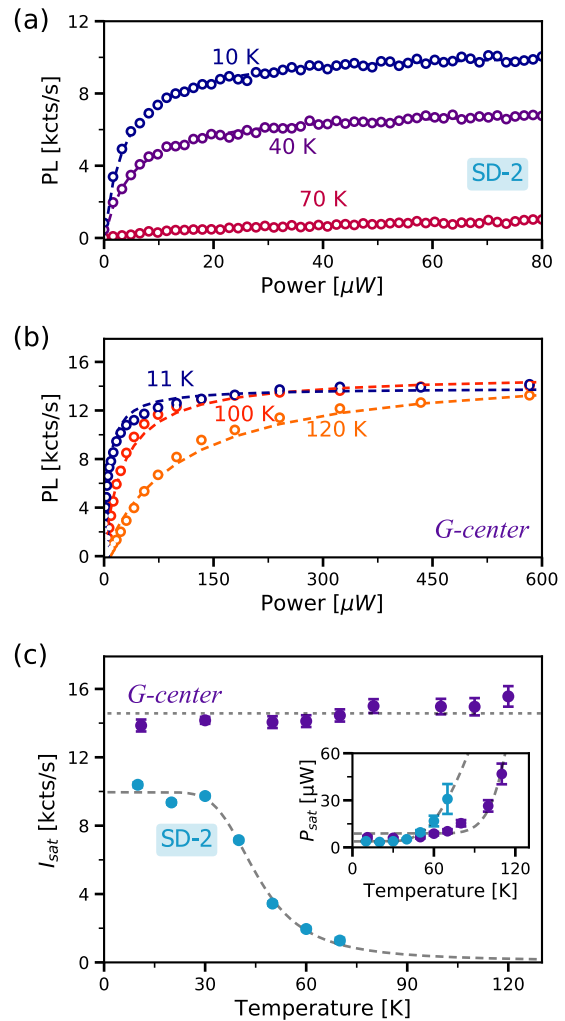 (a)
12
8
4
0
PL [kcts/s]
10 K
40 K
70 K
SD-2
0 20 40 60 80
Power [μW]
(b)
16
12
8
4
0
PL [kcts/s]
11 K
100 K
120 K
G-center
0 150 300 450 600
Power [μW]
(c)
16
12
8
4
0
I_sat [kcts/s]
G-center
SD-2
60
30
0
P_sat [μW]
0 60 120
Temperature [K]
0 30 60 90 120
Temperature [K]